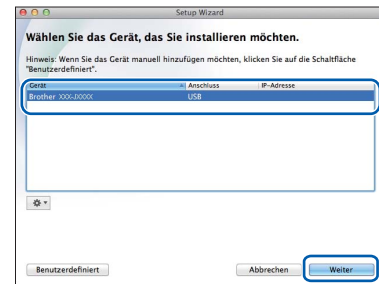 Setup Wizard
Wählen Sie das Gerät, das Sie installieren möchten.
Hinweis: Wenn Sie das Gerät manuell hinzufügen möchten, klicken Sie auf die Schaltfläche
"Benutzerdefiniert".
Gerät Anschluss IP-Adresse
Brother XXX-JXXXX USB
Benutzerdefiniert Abbrechen Weiter